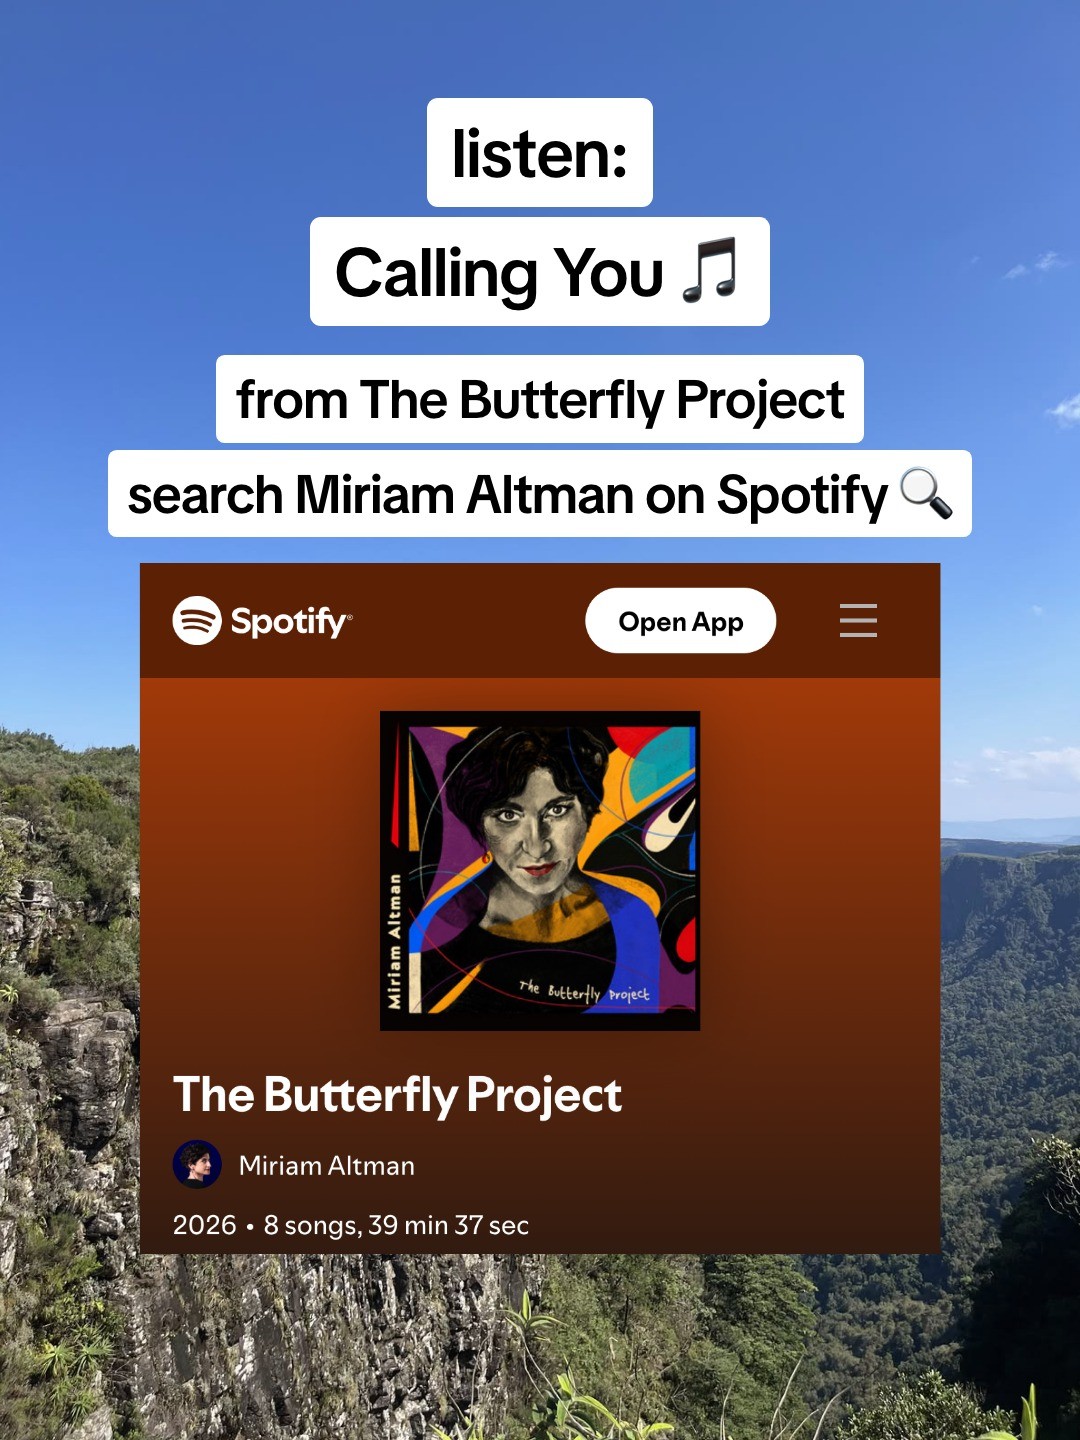 listen:
Calling You 🎵
from The Butterfly Project
search Miriam Altman on Spotify 🔍
Spotify®
Open App
Miriam Altman
The Butterfly Project
The Butterfly Project
Miriam Altman
2026 • 8 songs, 39 min 37 sec